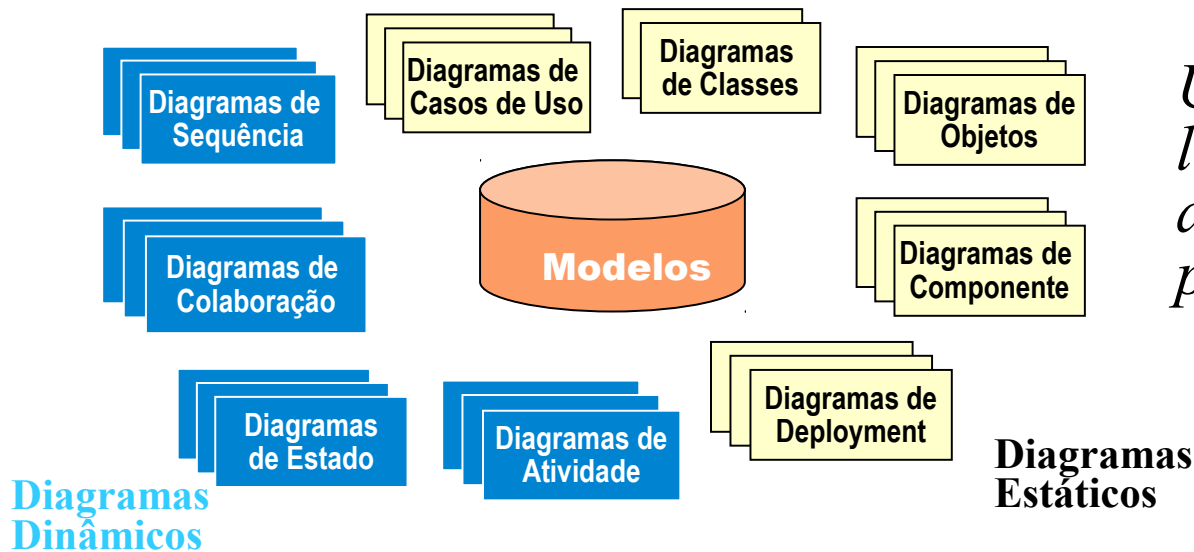 Diagramas de
Sequência
Diagramas de
Casos de Uso
Diagramas
de Classes
Diagramas de
Objetos
Diagramas de
Colaboração
Modelos
Diagramas de
Componente
Diagramas
de Estado
Diagramas de
Atividade
Diagramas de
Deployment
Diagramas
Dinâmicos
Diagramas
Estáticos